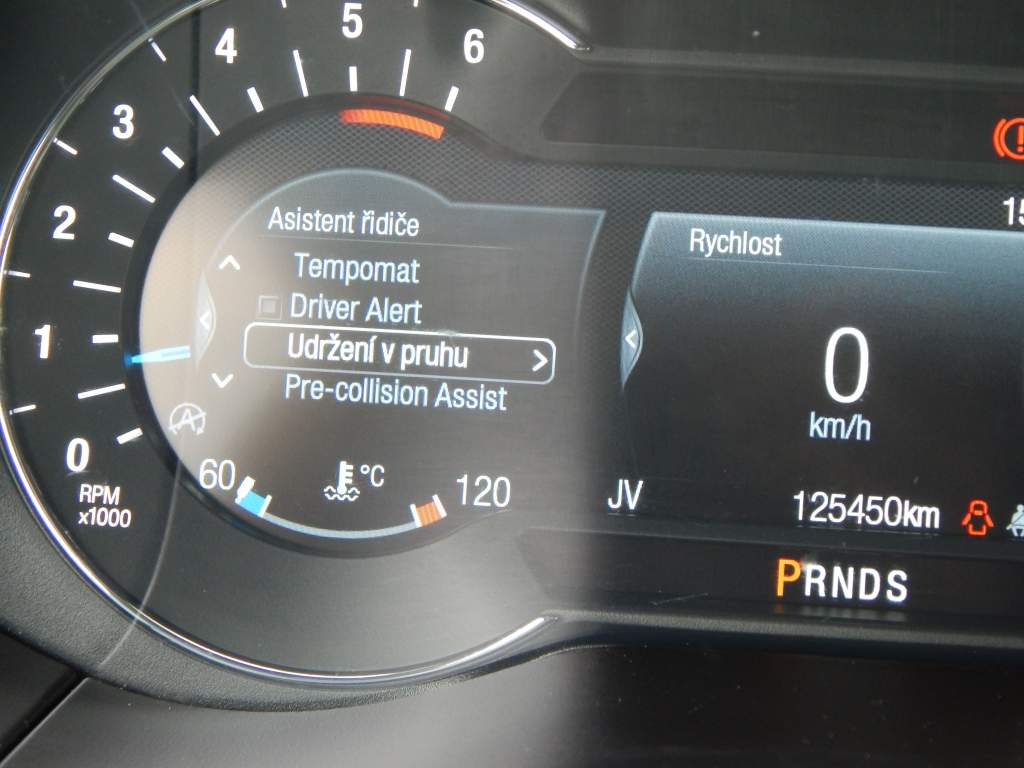 0
1
2
3
4
5
6
RPM
x1000
Asistent řidiče
Tempomat
Driver Alert
Udržení v pruhu
Pre-collision Assist
60
°C
120
15
Rychlost
0
km/h
JV
125450km
PRNDS